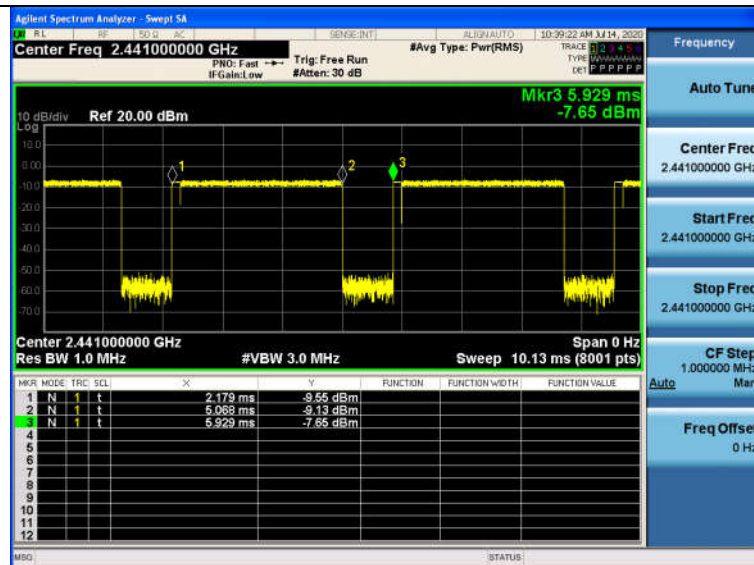 Agilent Spectrum Analyzer - Swept SA
RL RF 50 Ω AC SENSE:INT ALIGNAUTO 10:39:22 AM Jul 14, 2020
Center Freq 2.441000000 GHz
PNO: Fast
IFGain:Low
Trig: Free Run
#Atten: 30 dB
#Avg Type: Pwr(RMS)
TRACE 1 2 3 4 5 6
TYPE
DET P P P P P P
Mkr3 5.929 ms
-7.65 dBm
10 dB/div Ref 20.00 dBm
Log
10.0
0.00
-10.0
-20.0
-30.0
-40.0
-50.0
-60.0
-70.0
1
2
3
Center 2.441000000 GHz Span 0 Hz
Res BW 1.0 MHz #VBW 3.0 MHz Sweep 10.13 ms (8001 pts)
MKR MODE TRC SCL X Y FUNCTION FUNCTION WIDTH FUNCTION VALUE
1 N 1 t 2.179 ms -9.55 dBm
2 N 1 t 5.068 ms -9.13 dBm
3 N 1 t 5.929 ms -7.65 dBm
4
5
6
7
8
9
10
11
12
MSG STATUS
Frequency
Auto Tune
Center Freq
2.441000000 GHz
Start Freq
2.441000000 GHz
Stop Freq
2.441000000 GHz
CF Step
1.000000 MHz
Auto Man
Freq Offset
0 Hz